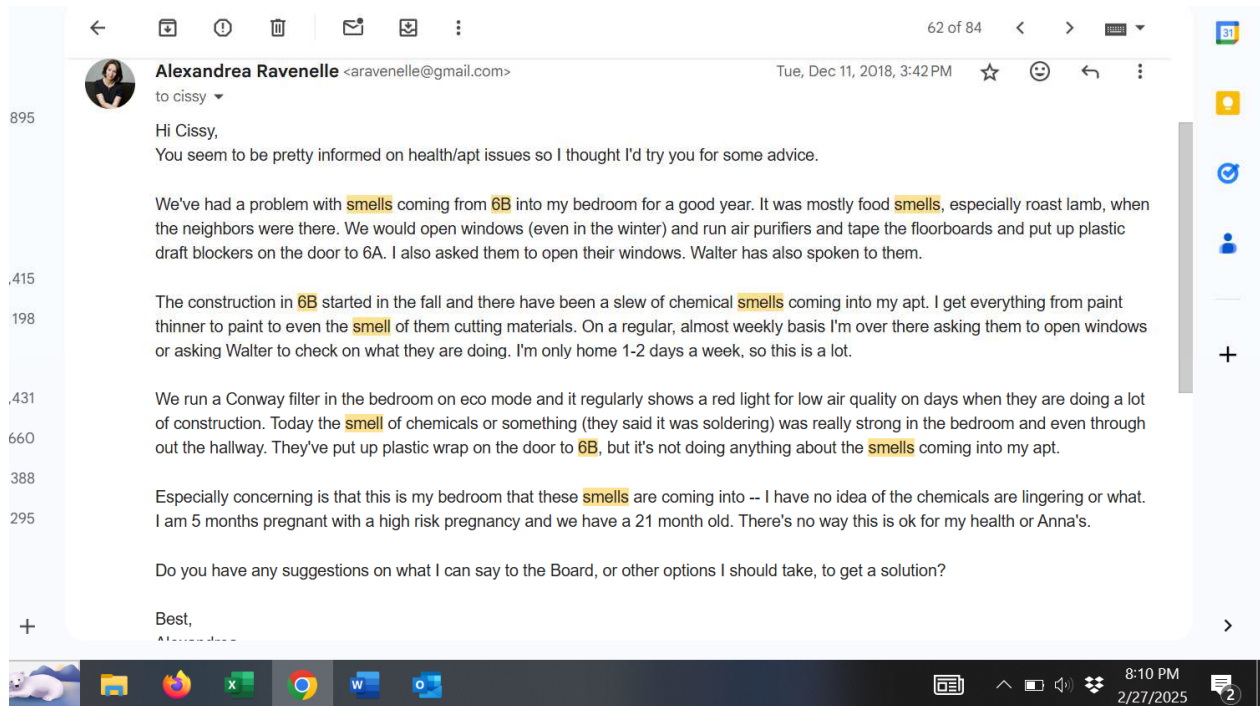 62 of 84
31
Alexandrea Ravenelle <aravenelle@gmail.com>
Tue, Dec 11, 2018, 3:42 PM
to cissy
895
Hi Cissy,
You seem to be pretty informed on health/apt issues so I thought I'd try you for some advice.
We've had a problem with smells coming from 6B into my bedroom for a good year. It was mostly food smells, especially roast lamb, when
the neighbors were there. We would open windows (even in the winter) and run air purifiers and tape the floorboards and put up plastic
draft blockers on the door to 6A. I also asked them to open their windows. Walter has also spoken to them.
,415
The construction in 6B started in the fall and there have been a slew of chemical smells coming into my apt. I get everything from paint
198
thinner to paint to even the smell of them cutting materials. On a regular, almost weekly basis I'm over there asking them to open windows
or asking Walter to check on what they are doing. I'm only home 1-2 days a week, so this is a lot.
,431
We run a Conway filter in the bedroom on eco mode and it regularly shows a red light for low air quality on days when they are doing a lot
of construction. Today the smell of chemicals or something (they said it was soldering) was really strong in the bedroom and even through
660
out the hallway. They've put up plastic wrap on the door to 6B, but it's not doing anything about the smells coming into my apt.
388
Especially concerning is that this is my bedroom that these smells are coming into -- I have no idea of the chemicals are lingering or what.
295
I am 5 months pregnant with a high risk pregnancy and we have a 21 month old. There's no way this is ok for my health or Anna's.
Do you have any suggestions on what I can say to the Board, or other options I should take, to get a solution?
Best,
8:10 PM
2/27/2025
2